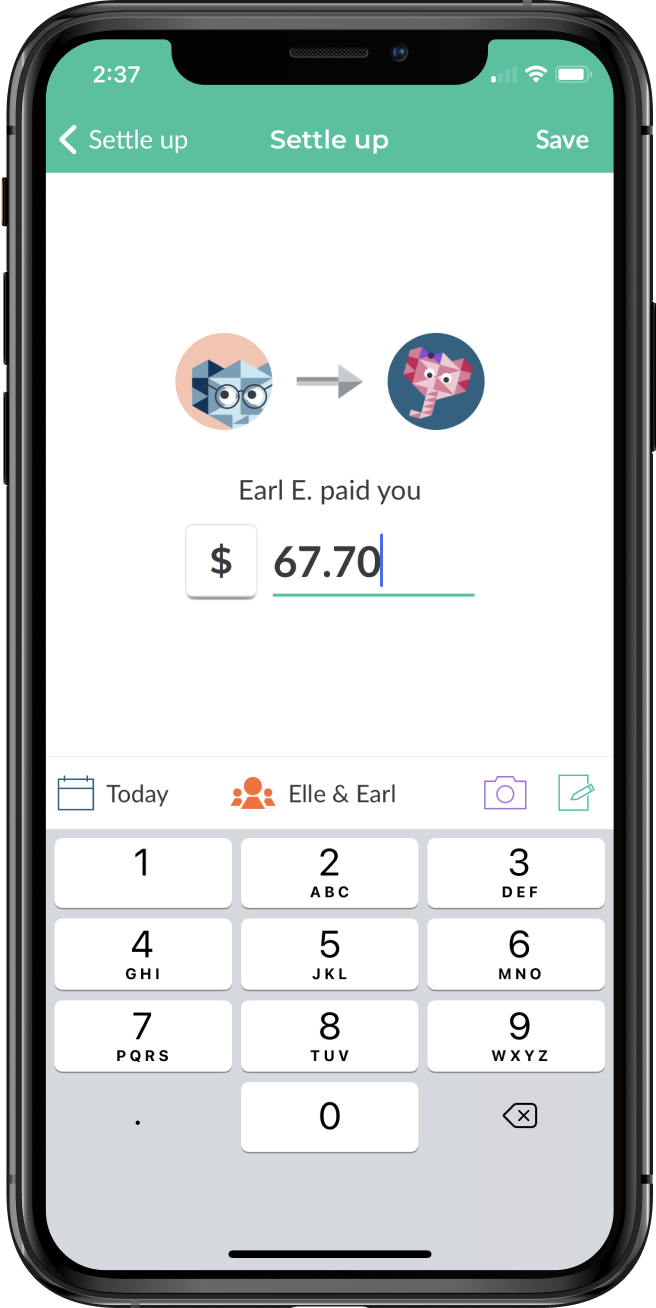 2:37
Settle up Settle up Save
Earl E. paid you
$ 67.70
Today Elle & Earl
1 2 3
ABC DEF
4 5 6
GHI JKL MNO
7 8 9
PQRS TUV WXYZ
. 0